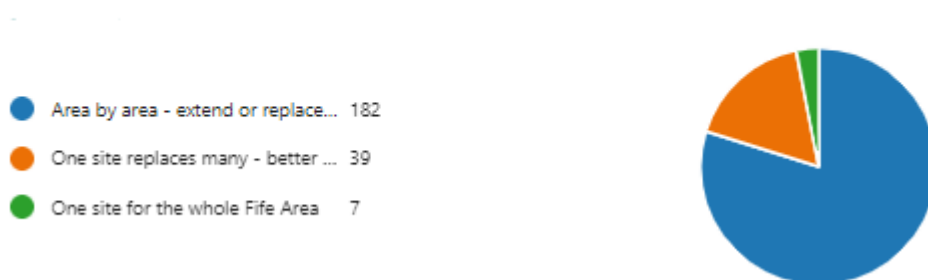 Area by area - extend or replace... 182
One site replaces many - better ... 39
One site for the whole Fife Area 7